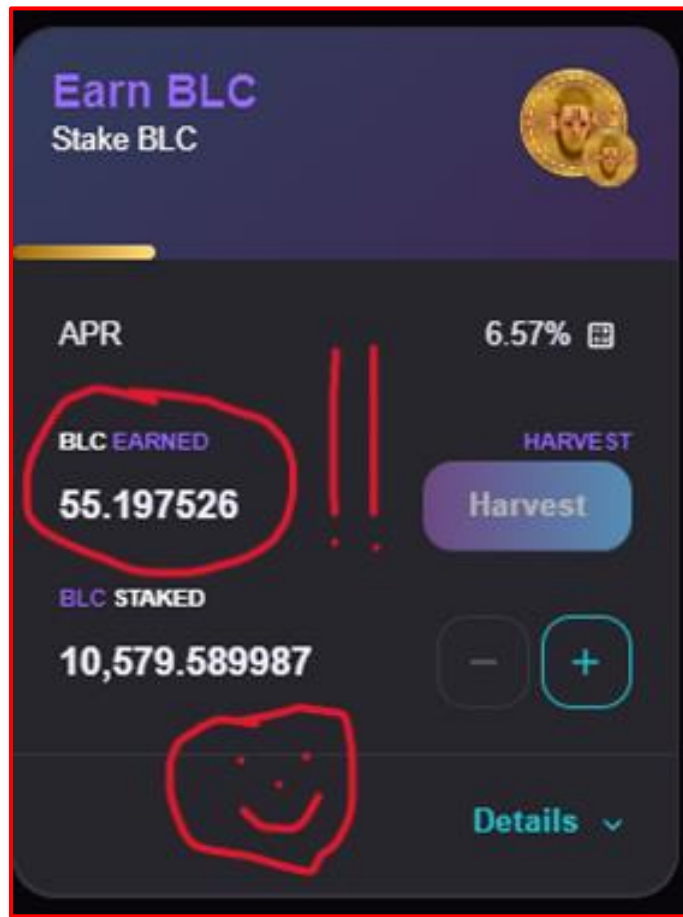 Earn BLC
Stake BLC
APR 6.57%
BLC EARNED HARVEST
55.197526 Harvest
BLC STAKED
10,579.589987 − +
Details
!!